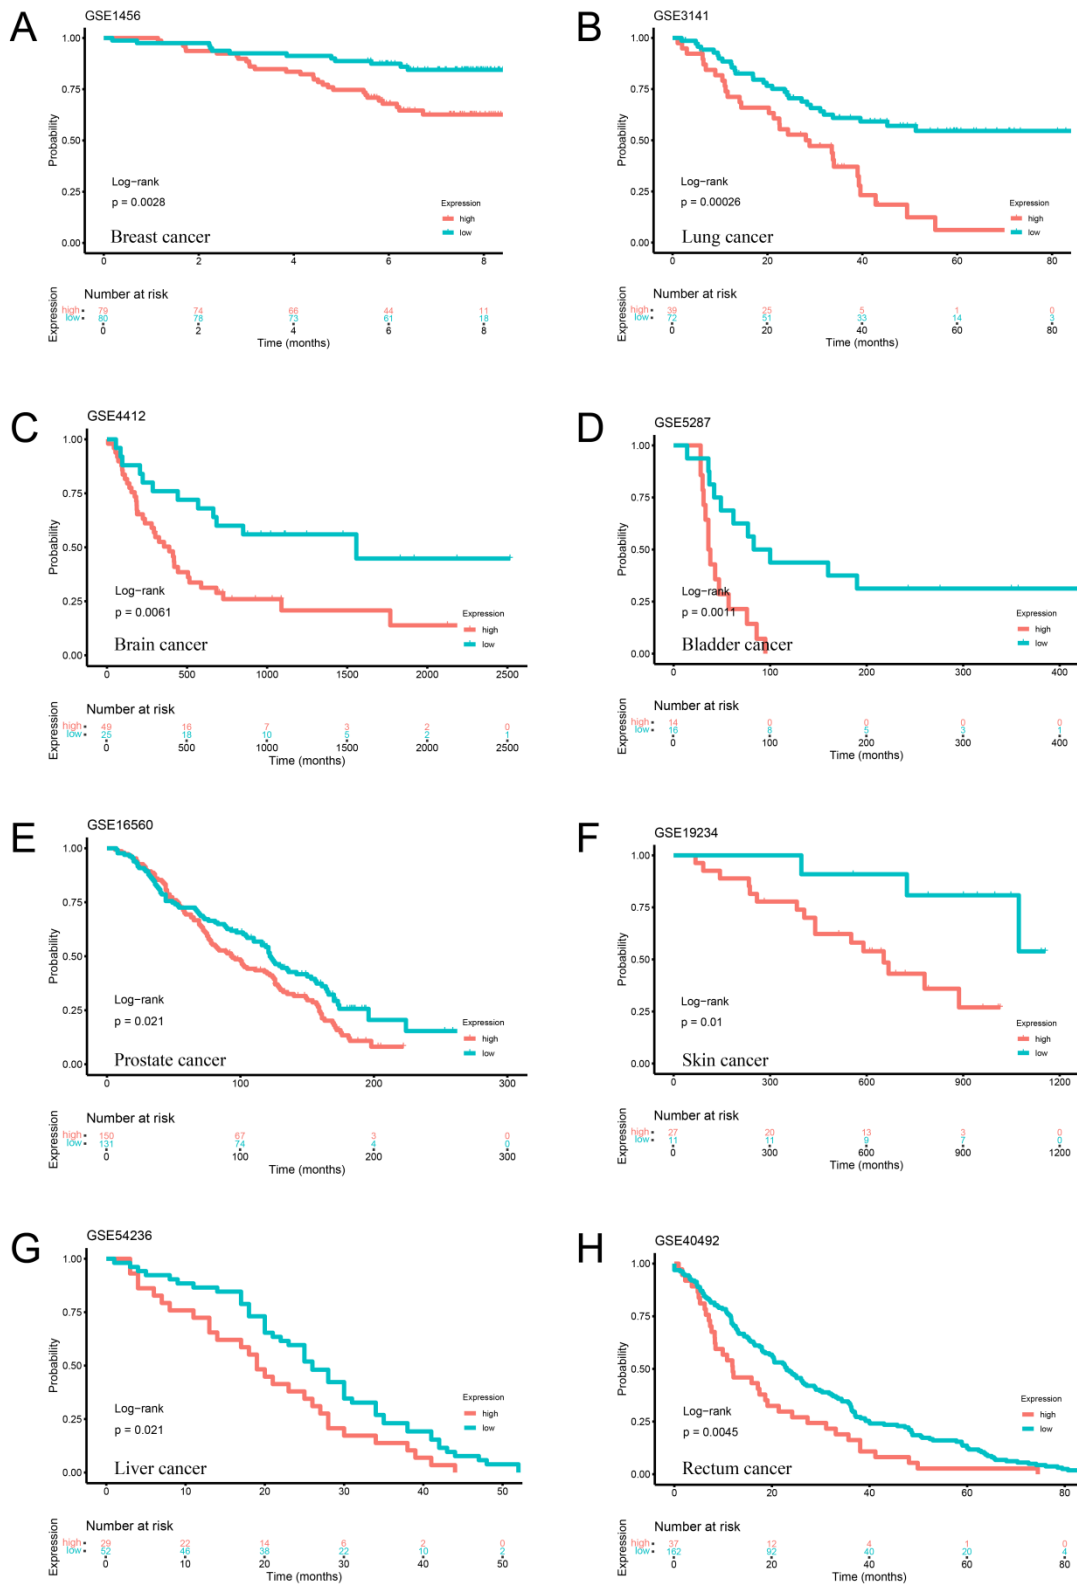 A
GSE1456
1.00
0.75
0.50
0.25
0.00
Probability
Log-rank
p = 0.0028
Breast cancer
Expression
high
low
0 2 4 6 8
Number at risk
Expression
high 79 74 66 44 11
low 80 78 73 61 18
0 2 4 6 8
Time (months)
B
GSE3141
1.00
0.75
0.50
0.25
0.00
Probability
Log-rank
p = 0.00026
Lung cancer
Expression
high
low
0 20 40 60 80
Number at risk
Expression
high 39 25 5 1 0
low 72 51 33 14 3
0 20 40 60 80
Time (months)
C
GSE4412
1.00
0.75
0.50
0.25
0.00
Probability
Log-rank
p = 0.0061
Brain cancer
Expression
high
low
0 500 1000 1500 2000 2500
Number at risk
Expression
high 49 16 7 3 2 0
low 25 18 10 5 2 1
0 500 1000 1500 2000 2500
Time (months)
D
GSE5287
1.00
0.75
0.50
0.25
0.00
Probability
Log-rank
p = 0.0011
Bladder cancer
Expression
high
low
0 100 200 300 400
Number at risk
Expression
high 14 0 0 0 0
low 16 8 5 3 1
0 100 200 300 400
Time (months)
E
GSE16560
1.00
0.75
0.50
0.25
0.00
Probability
Log-rank
p = 0.021
Prostate cancer
Expression
high
low
0 100 200 300
Number at risk
Expression
high 150 67 3 0
low 131 74 4 0
0 100 200 300
Time (months)
F
GSE19234
1.00
0.75
0.50
0.25
0.00
Probability
Log-rank
p = 0.01
Skin cancer
Expression
high
low
0 300 600 900 1200
Number at risk
Expression
high 27 20 13 3 0
low 11 11 9 7 0
0 300 600 900 1200
Time (months)
G
GSE54236
1.00
0.75
0.50
0.25
0.00
Probability
Log-rank
p = 0.021
Liver cancer
Expression
high
low
0 10 20 30 40 50
Number at risk
Expression
high 29 22 14 6 2 0
low 52 46 38 22 10 2
0 10 20 30 40 50
Time (months)
H
GSE40492
1.00
0.75
0.50
0.25
0.00
Probability
Log-rank
p = 0.0045
Rectum cancer
Expression
high
low
0 20 40 60 80
Number at risk
Expression
high 37 12 4 1 0
low 162 92 40 20 4
0 20 40 60 80
Time (months)